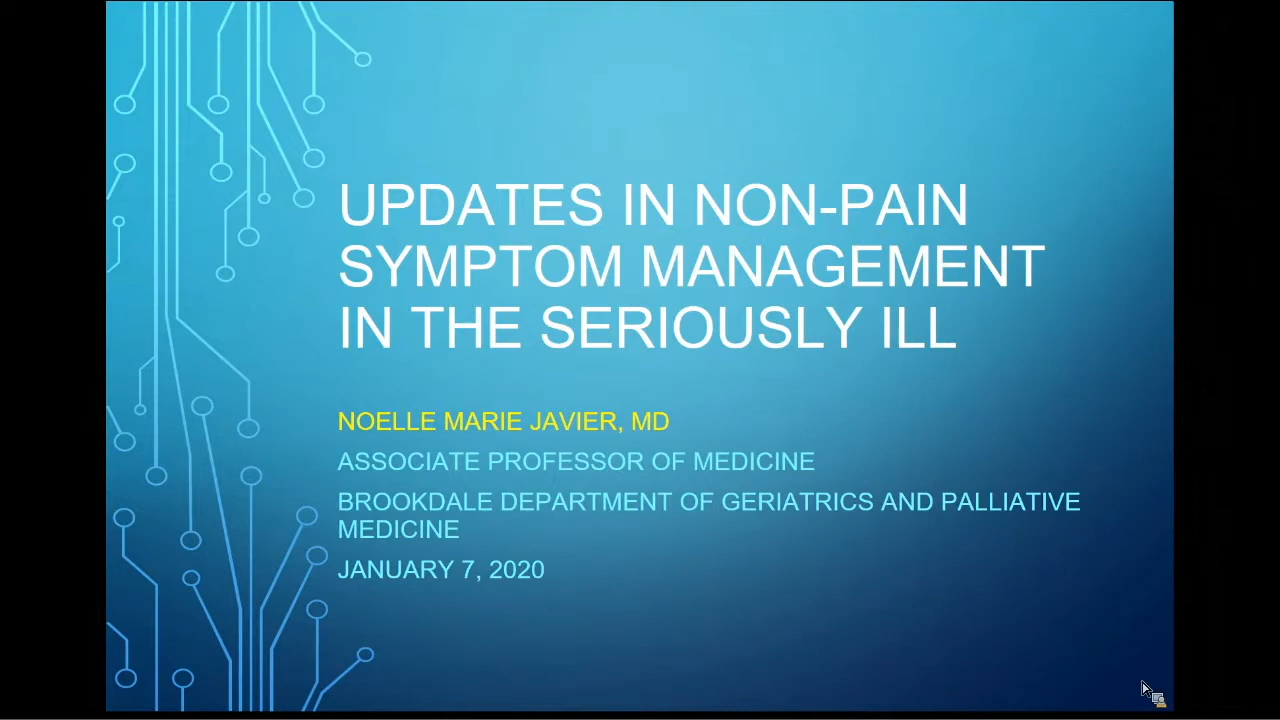 UPDATES IN NON-PAIN
SYMPTOM MANAGEMENT
IN THE SERIOUSLY ILL
NOELLE MARIE JAVIER, MD
ASSOCIATE PROFESSOR OF MEDICINE
BROOKDALE DEPARTMENT OF GERIATRICS AND PALLIATIVE
MEDICINE
JANUARY 7, 2020